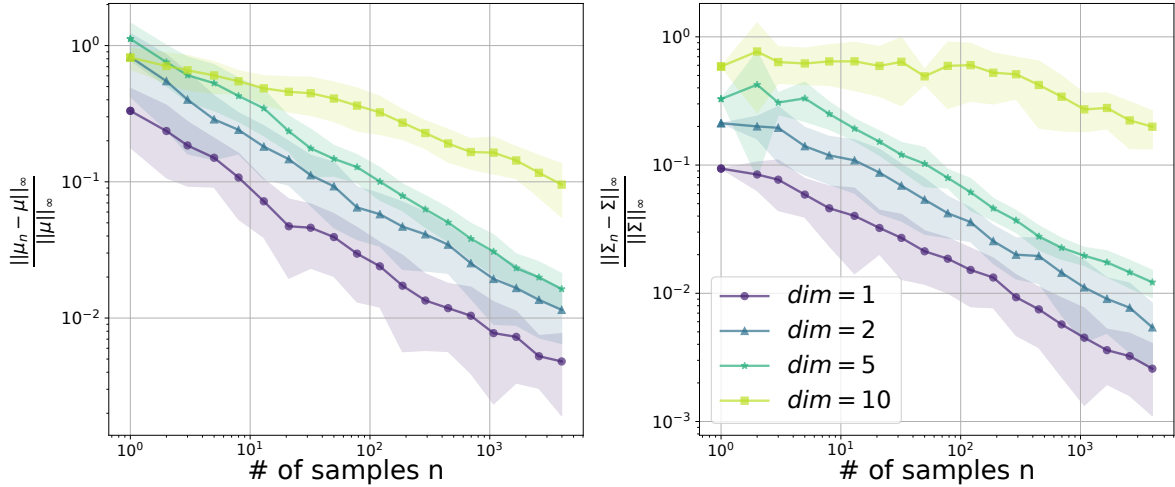 10^0
10^{-1}
10^{-2}
||μ_n − μ||_∞
||μ||_∞
10^0 10^1 10^2 10^3
# of samples n
10^0
10^{-1}
10^{-2}
10^{-3}
||Σ_n − Σ||_∞
||Σ||_∞
dim = 1
dim = 2
dim = 5
dim = 10
10^0 10^1 10^2 10^3
# of samples n